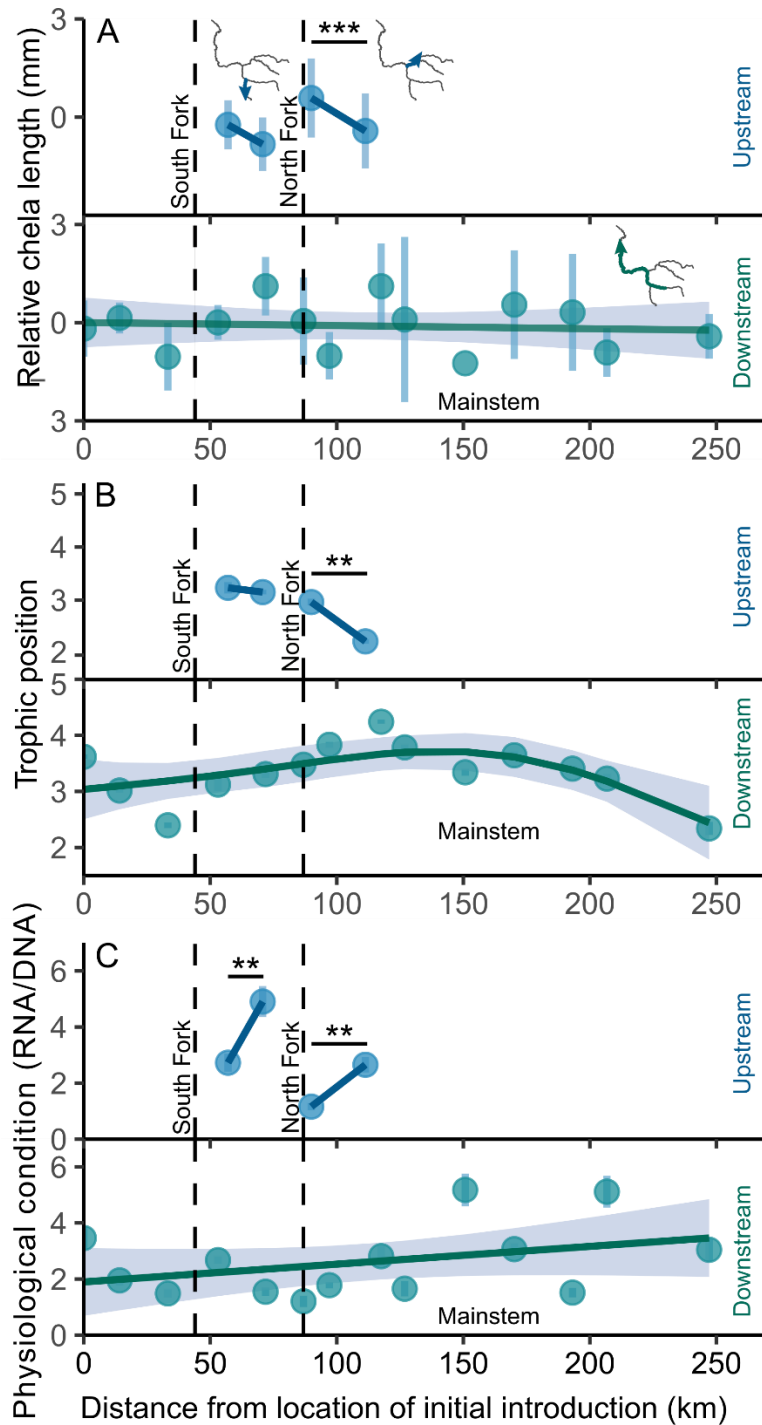 A
***
3
0
South Fork
North Fork
Upstream
Relative chela length (mm)
3
0
3
Mainstem
Downstream
0 50 100 150 200 250
B
5
4
3
2
**
South Fork
North Fork
Upstream
Trophic position
5
4
3
2
Mainstem
Downstream
0 50 100 150 200 250
C
6
4
2
0
** **
South Fork
North Fork
Upstream
Physiological condition (RNA/DNA)
6
4
2
0
Mainstem
Downstream
0 50 100 150 200 250
Distance from location of initial introduction (km)